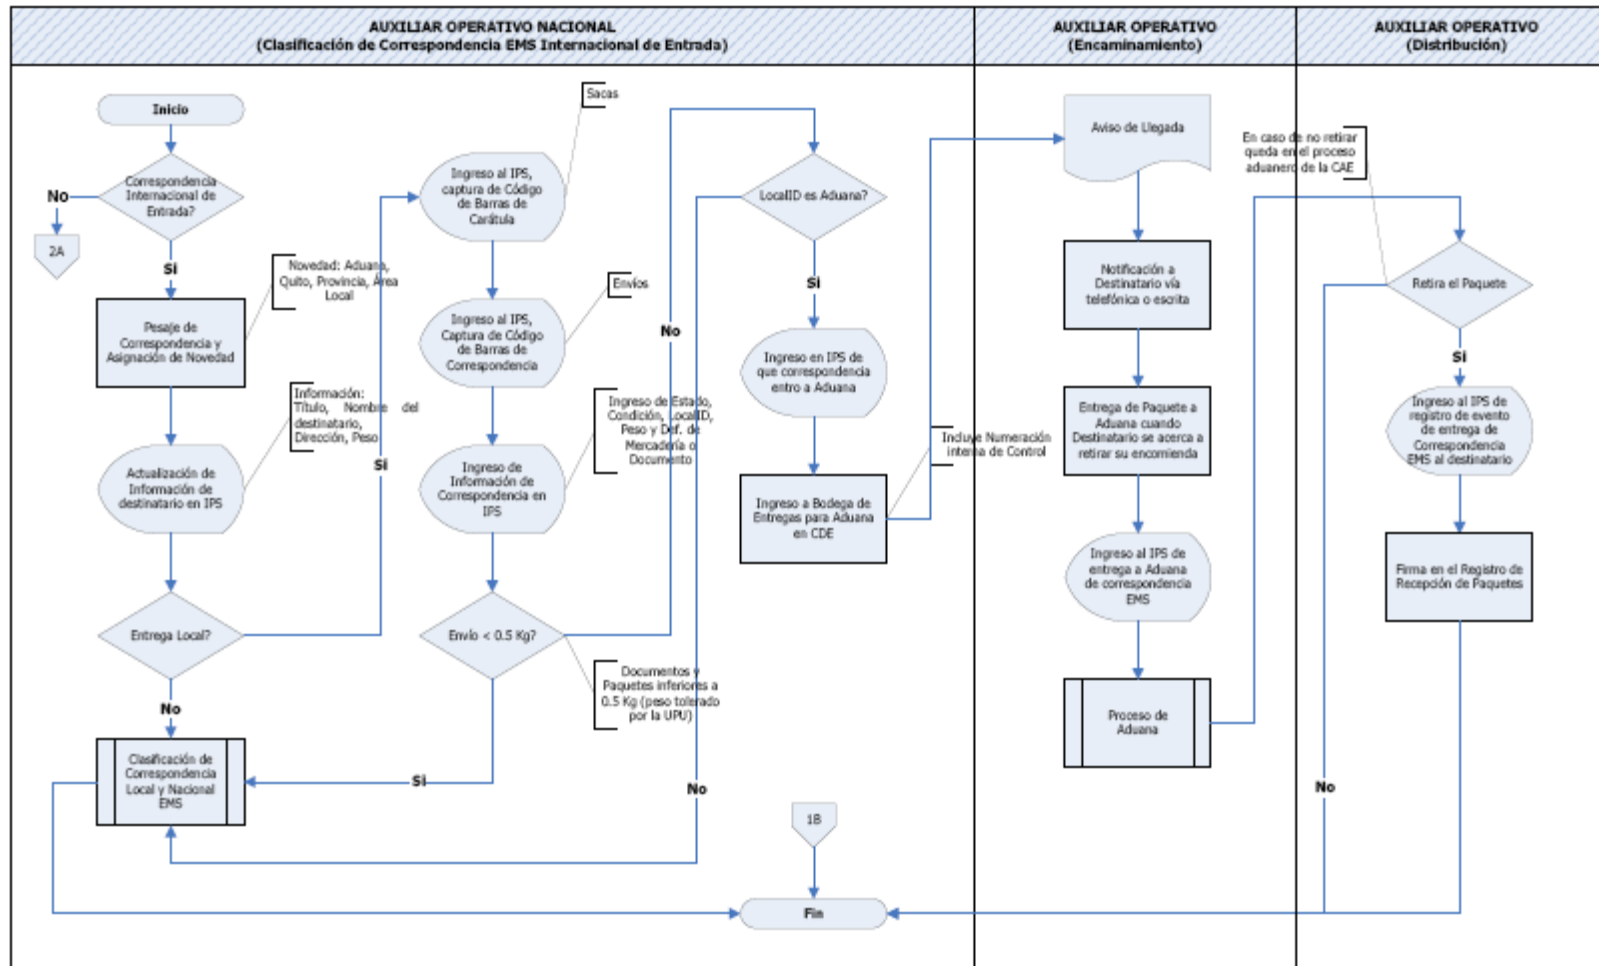 AUXILIAR OPERATIVO NACIONAL
(Clasificación de Correspondencia EMS Internacional de Entrada)
AUXILIAR OPERATIVO
(Encaminamiento)
AUXILIAR OPERATIVO
(Distribución)
Inicio
Correspondencia
Internacional de
Entrada?
No
2A
Si
Novedad: Aduana,
Quito, Provincia, Área
Local
Pesaje de
Correspondencia y
Asignación de Novedad
Información:
Título, Nombre del
destinatario,
Dirección, Peso
Actualización de
Información de
destinatario en IPS
Entrega Local?
Si
No
Clasificación de
Correspondencia
Local y Nacional
EMS
Sacas
Ingreso al IPS,
captura de Código
de Barras de
Carátula
Envíos
Ingreso al IPS,
Captura de Código
de Barras de
Correspondencia
Ingreso de Estado,
Condición, LocalID,
Peso y Def. de
Mercadería o
Documento
Ingreso de
Información de
Correspondencia en
IPS
Envío < 0.5 Kg?
Documentos y
Paquetes inferiores a
0.5 Kg (peso tolerado
por la UPU)
Si
No
LocalID es Aduana?
Si
No
Ingreso en IPS de
que correspondencia
entro a Aduana
Incluye Numeración
interna de Control
Ingreso a Bodega de
Entregas para Aduana
en CDE
1B
Fin
Aviso de Llegada
Notificación a
Destinatario vía
telefónica o escrita
Entrega de Paquete a
Aduana cuando
Destinatario se acerca a
retirar su encomienda
Ingreso al IPS de
entrega a Aduana
de correspondencia
EMS
Proceso de
Aduana
En caso de no retirar
queda en el proceso
aduanero de la CAE
Retira el Paquete
Si
No
Ingreso al IPS de
registro de evento
de entrega de
Correspondencia
EMS al destinatario
Firma en el Registro de
Recepción de Paquetes